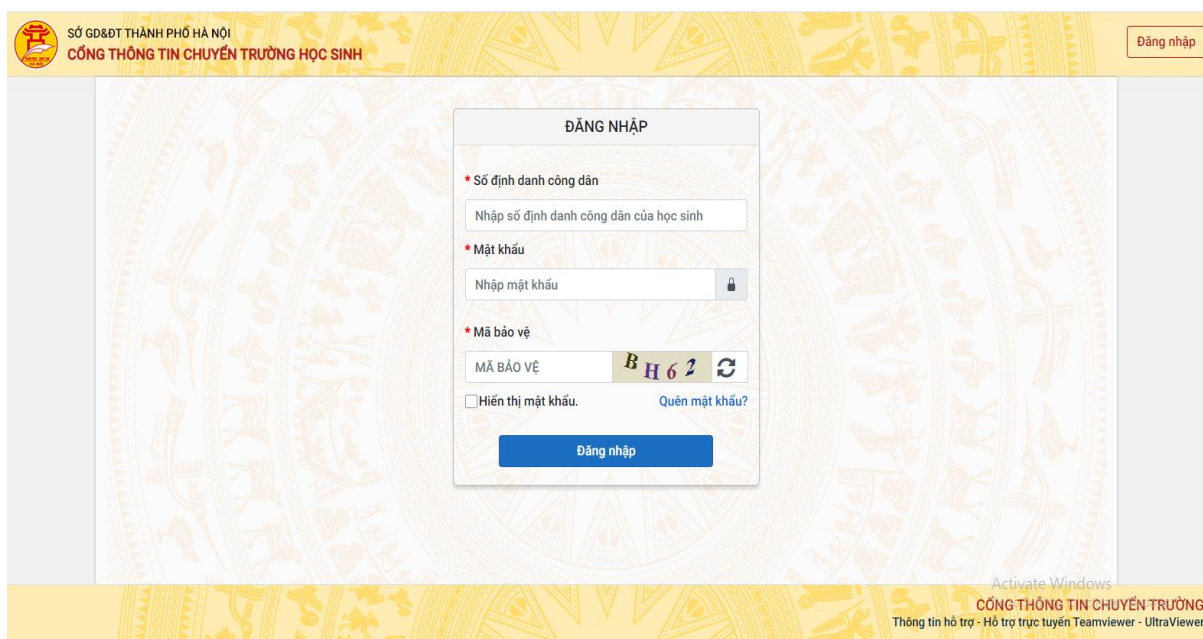 SỞ GD&ĐT THÀNH PHỐ HÀ NỘI
CỔNG THÔNG TIN CHUYỂN TRƯỜNG HỌC SINH
Đăng nhập
ĐĂNG NHẬP
* Số định danh công dân
Nhập số định danh công dân của học sinh
* Mật khẩu
Nhập mật khẩu
* Mã bảo vệ
MÃ BẢO VỆ
BH62
Hiển thị mật khẩu.
Quên mật khẩu?
Đăng nhập
Activate Windows
CỔNG THÔNG TIN CHUYỂN TRƯỜNG
Thông tin hỗ trợ - Hỗ trợ trực tuyến Teamviewer - UltraViewer